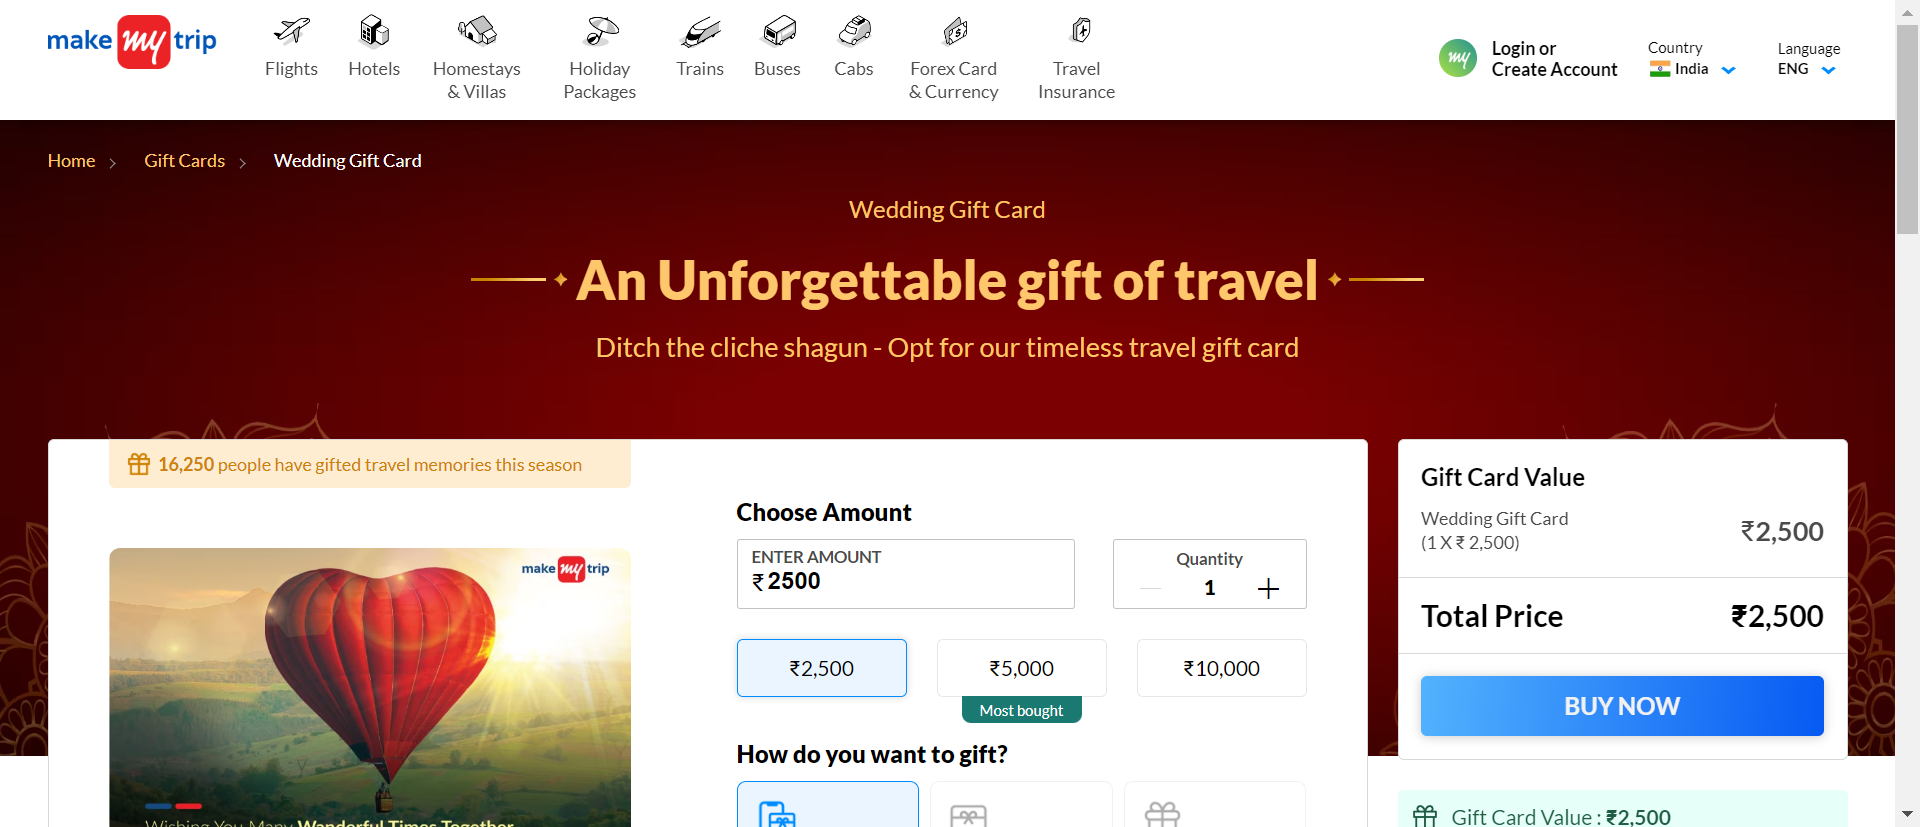 make my trip
Flights
Hotels
Homestays
& Villas
Holiday
Packages
Trains
Buses
Cabs
Forex Card
& Currency
Travel
Insurance
my
Login or
Create Account
Country
India
Language
ENG
Home
Gift Cards
Wedding Gift Card
Wedding Gift Card
An Unforgettable gift of travel
Ditch the cliche shagun - Opt for our timeless travel gift card
16,250 people have gifted travel memories this season
make my trip
Wishing You Many Wonderful Times Together
Choose Amount
ENTER AMOUNT
₹ 2500
Quantity
1
₹2,500
₹5,000
₹10,000
Most bought
How do you want to gift?
Gift Card Value
Wedding Gift Card
(1 X ₹ 2,500)
₹2,500
Total Price
₹2,500
BUY NOW
Gift Card Value : ₹2,500